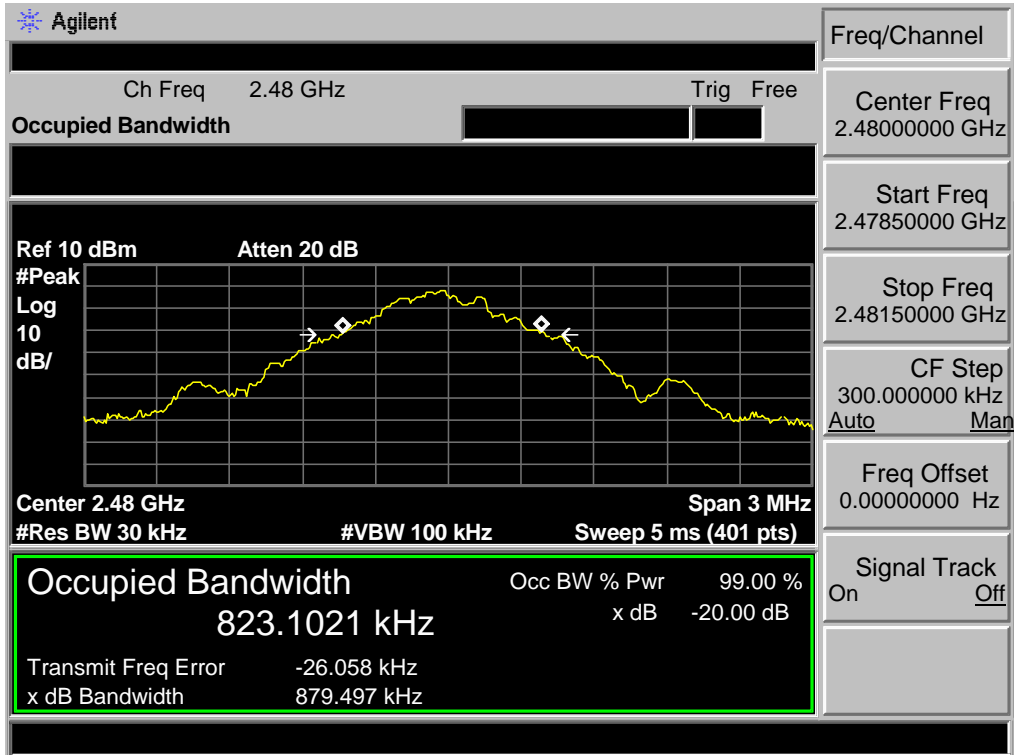 Agilent
Ch Freq 2.48 GHz Trig Free
Occupied Bandwidth
Ref 10 dBm Atten 20 dB
#Peak
Log
10
dB/
Center 2.48 GHz Span 3 MHz
#Res BW 30 kHz #VBW 100 kHz Sweep 5 ms (401 pts)
Occupied Bandwidth Occ BW % Pwr 99.00 %
823.1021 kHz x dB -20.00 dB
Transmit Freq Error -26.058 kHz
x dB Bandwidth 879.497 kHz
Freq/Channel
Center Freq
2.48000000 GHz
Start Freq
2.47850000 GHz
Stop Freq
2.48150000 GHz
CF Step
300.000000 kHz
Auto Man
Freq Offset
0.00000000 Hz
Signal Track
On Off